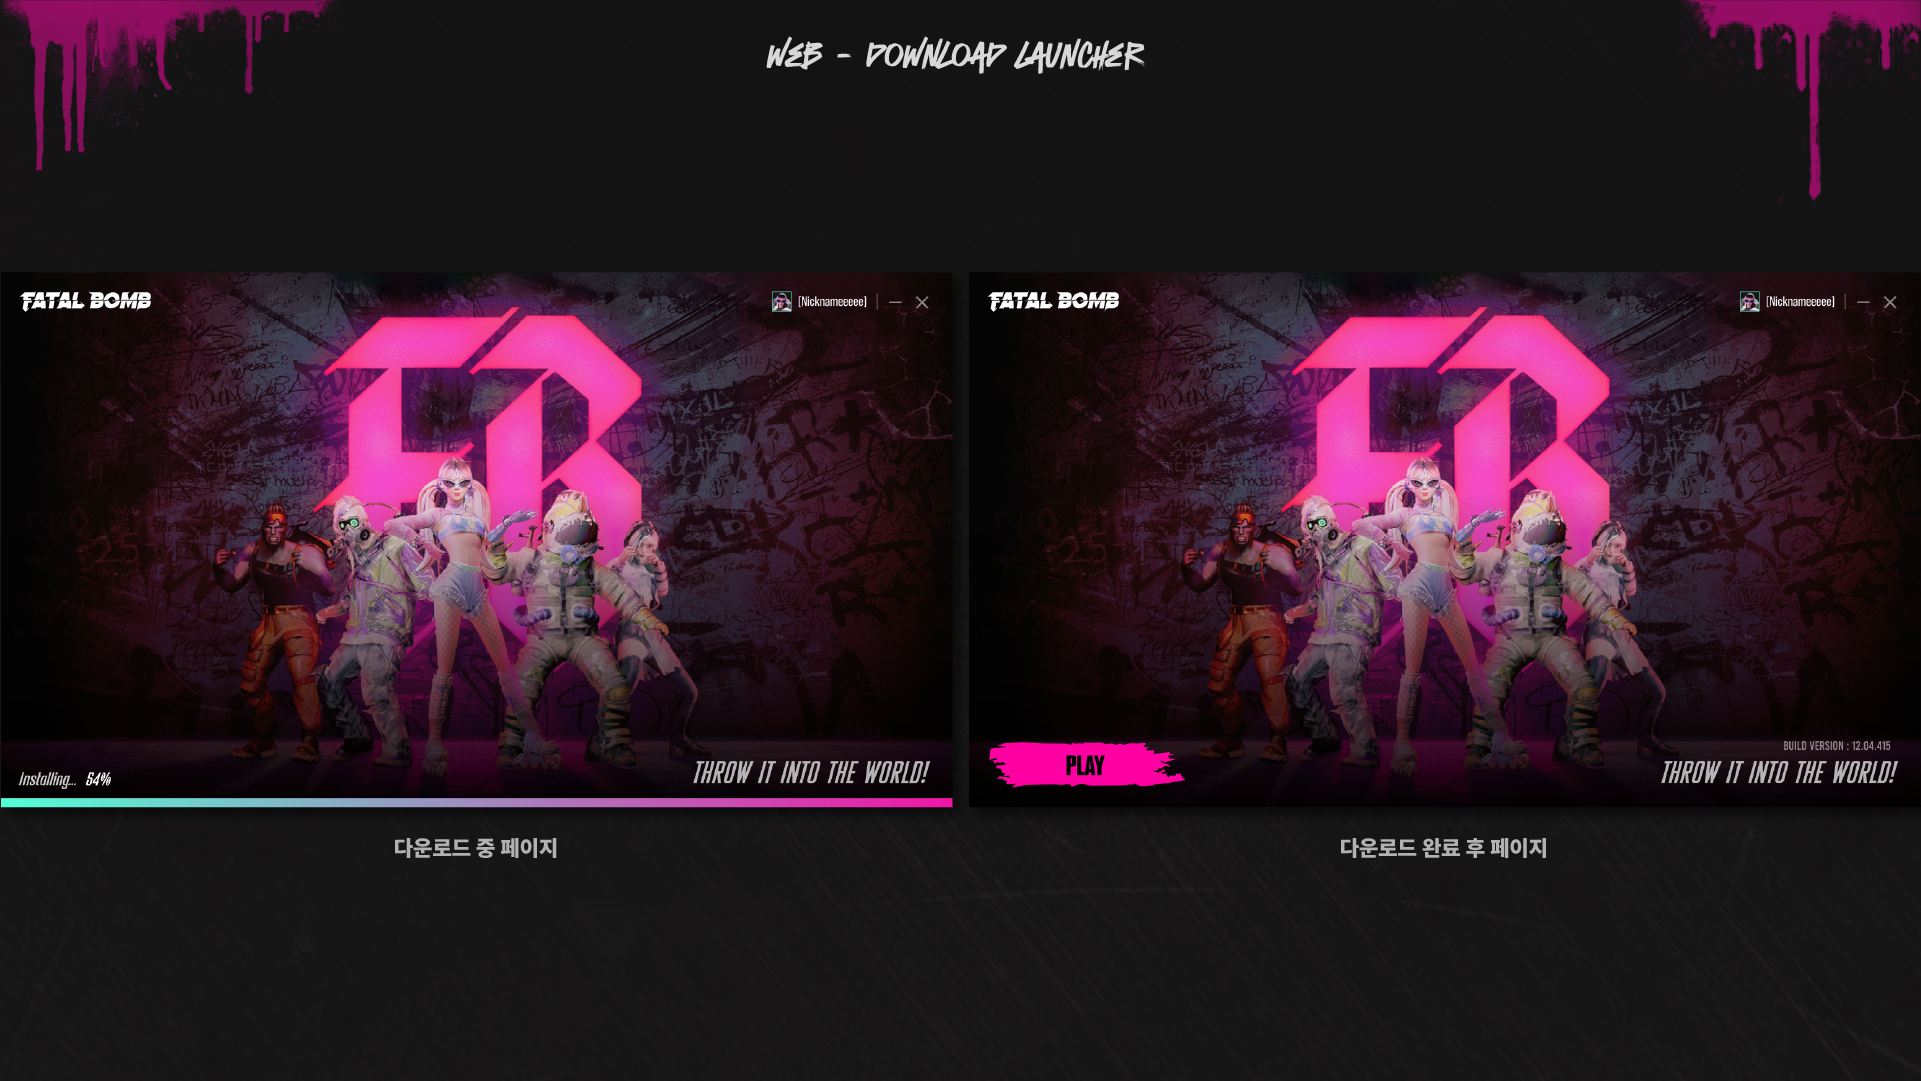 WEB - DOWNLOAD LAUNCHER
FATAL BOMB
[Nicknameeeee]
Installing... 54%
THROW IT INTO THE WORLD!
다운로드 중 페이지
FATAL BOMB
[Nicknameeeee]
PLAY
BUILD VERSION : 12.04.415
THROW IT INTO THE WORLD!
다운로드 완료 후 페이지